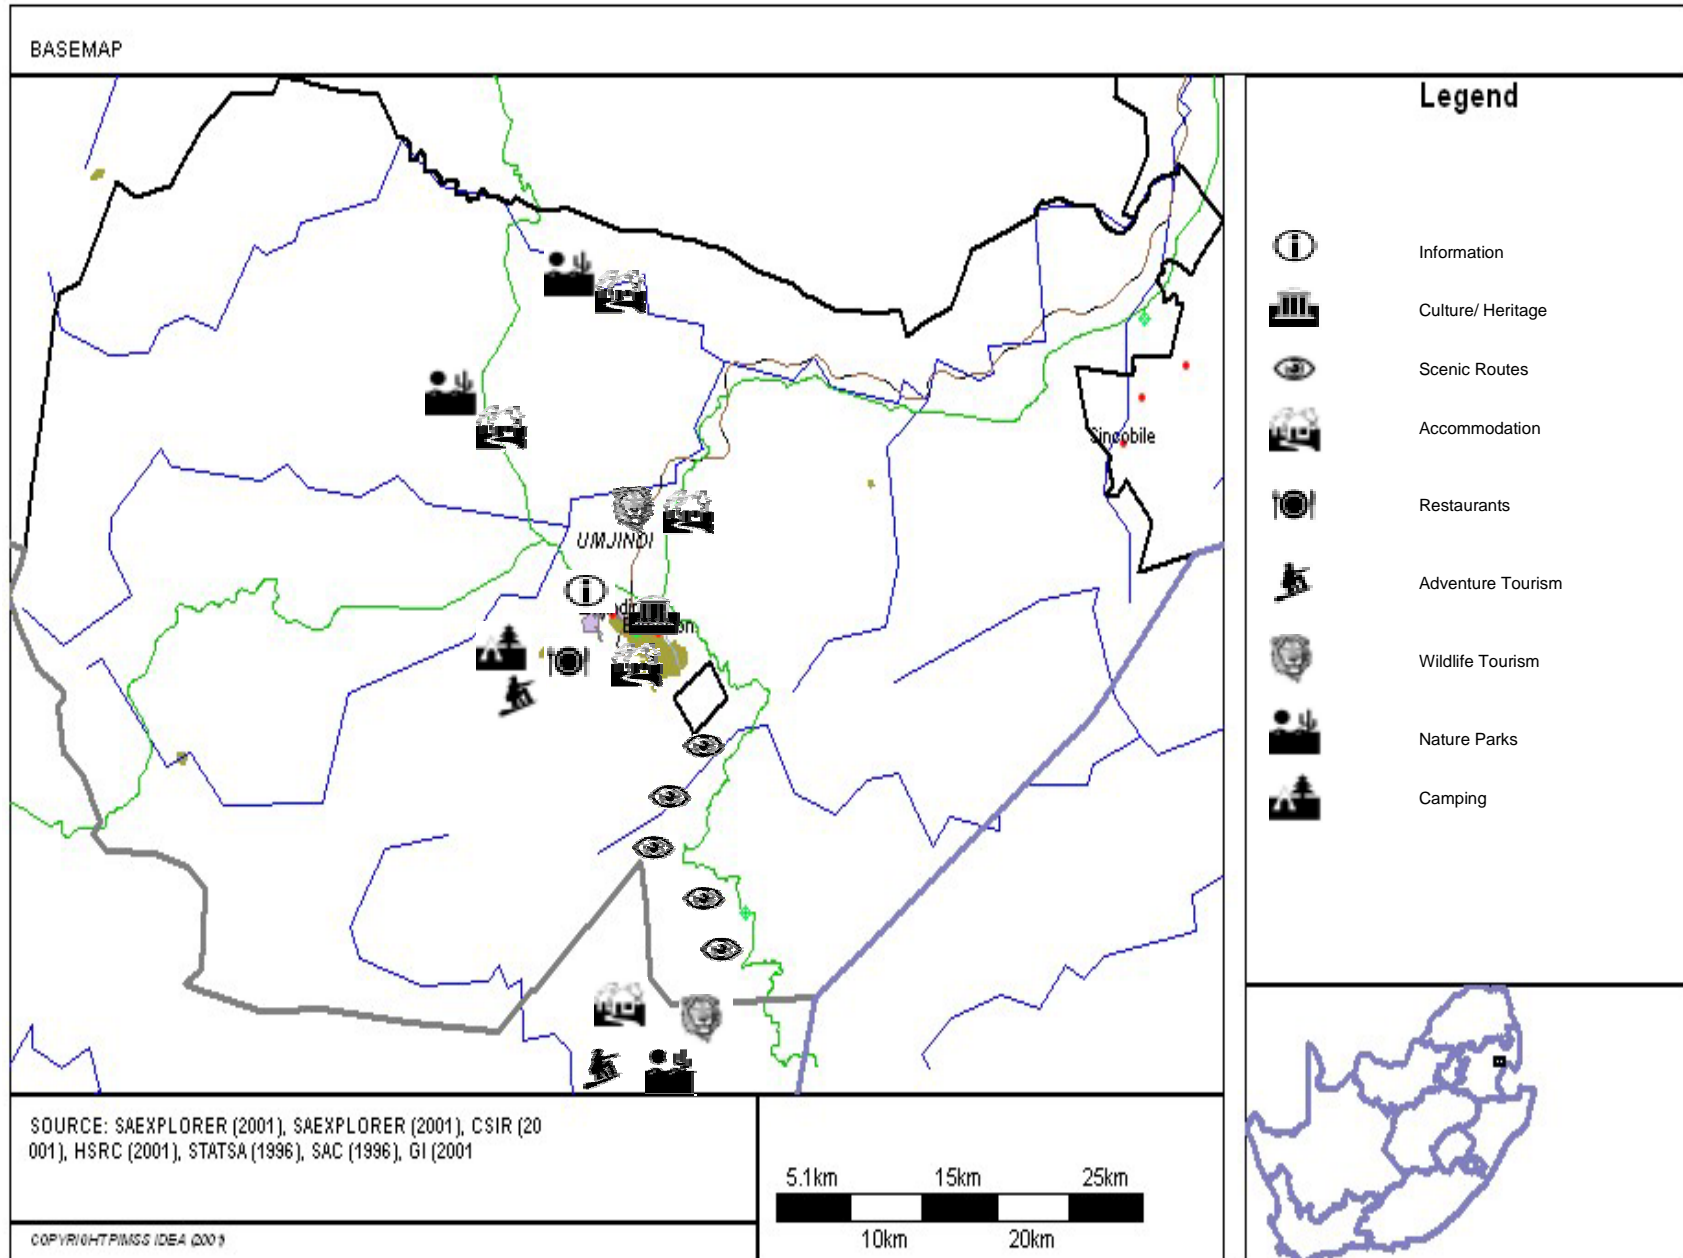 BASEMAP
Legend
Information
Culture/ Heritage
Scenic Routes
Accommodation
Restaurants
Adventure Tourism
Wildlife Tourism
Nature Parks
Camping
Sincobile
UMJINDI
SOURCE: SAEXPLORER (2001), SAEXPLORER (2001), CSIR (20
001), HSRC (2001), STATSA (1996), SAC (1996), GI (2001
5.1km 15km 25km
10km 20km
COPYRIGHT PIMSS IDEA (2001)